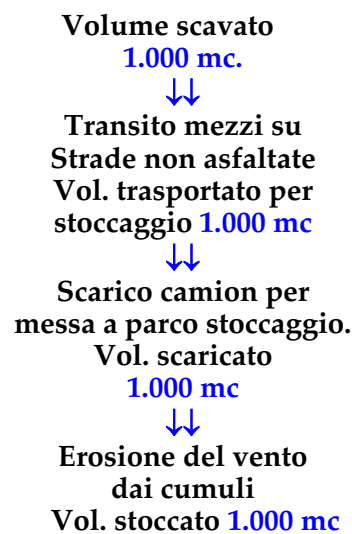 Volume scavato
1.000 mc.
↓↓
Transito mezzi su
Strade non asfaltate
Vol. trasportato per
stoccaggio 1.000 mc
↓↓
Scarico camion per
messa a parco stoccaggio.
Vol. scaricato
1.000 mc
↓↓
Erosione del vento
dai cumuli
Vol. stoccato 1.000 mc